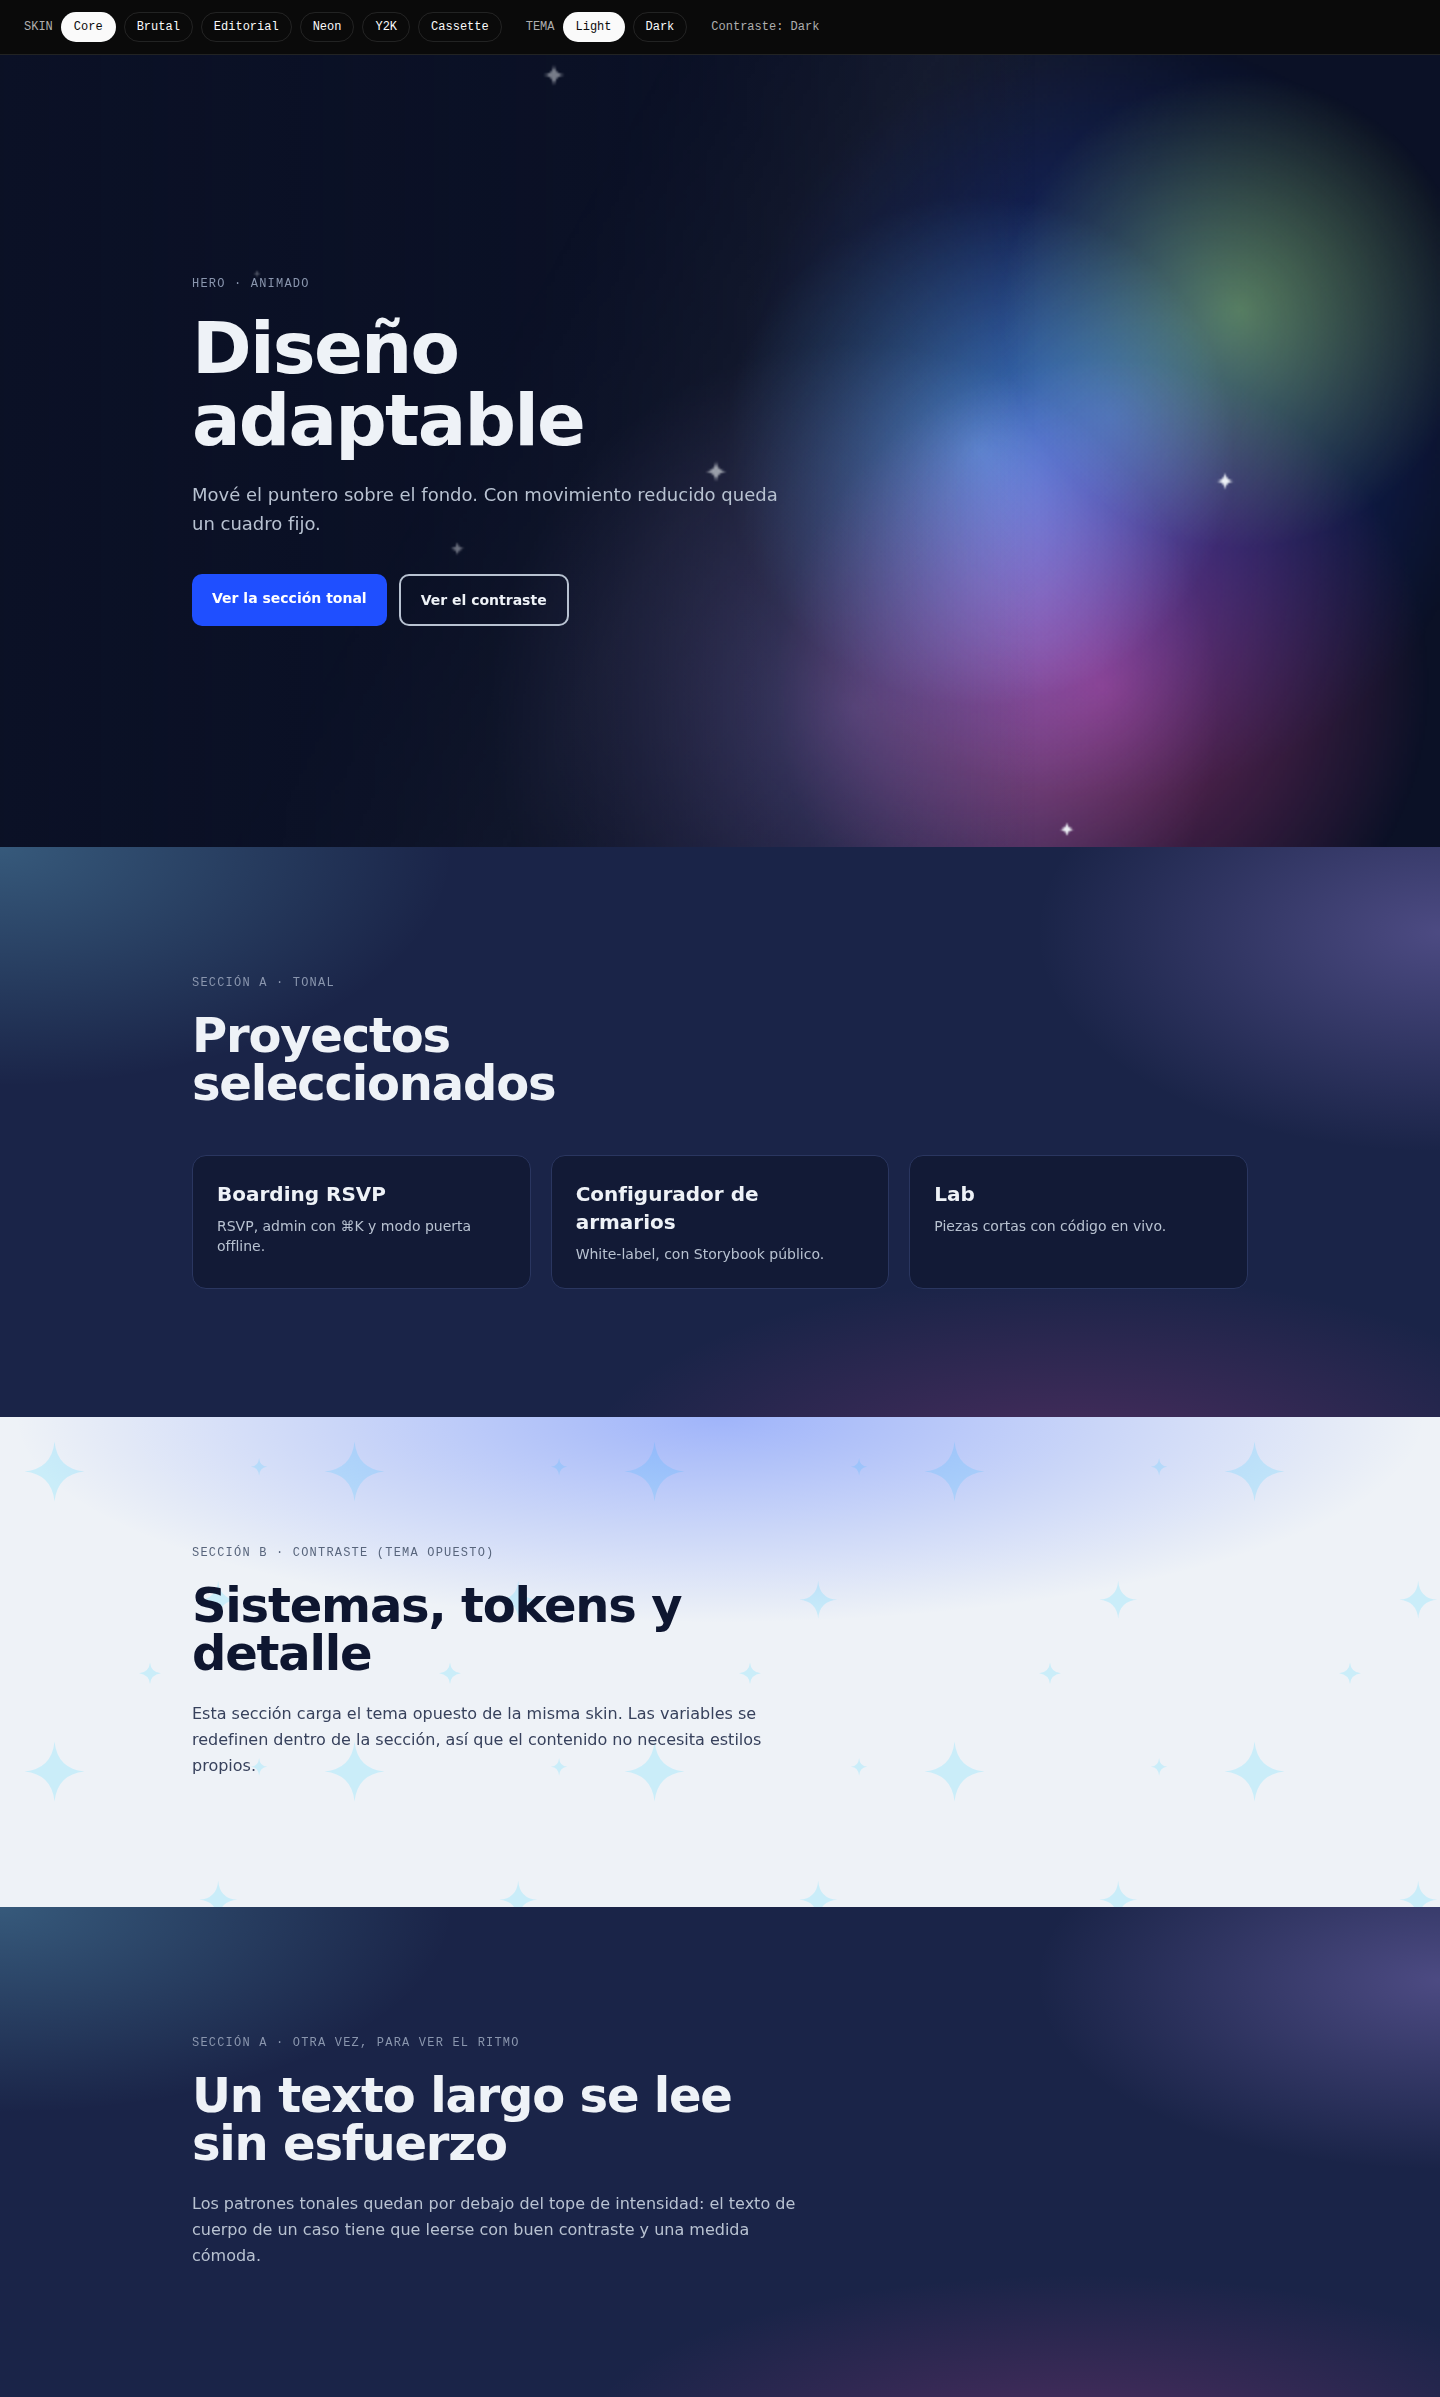 SKIN Core Brutal Editorial Neon Y2K Cassette TEMA Light Dark Contraste: Dark
HERO · ANIMADO
Diseño
adaptable
Mové el puntero sobre el fondo. Con movimiento reducido queda
un cuadro fijo.
Ver la sección tonal Ver el contraste
SECCIÓN A · TONAL
Proyectos
seleccionados
Boarding RSVP
RSVP, admin con ⌘K y modo puerta
offline.
Configurador de
armarios
White-label, con Storybook público.
Lab
Piezas cortas con código en vivo.
SECCIÓN B · CONTRASTE (TEMA OPUESTO)
Sistemas, tokens y
detalle
Esta sección carga el tema opuesto de la misma skin. Las variables se
redefinen dentro de la sección, así que el contenido no necesita estilos
propios.
SECCIÓN A · OTRA VEZ, PARA VER EL RITMO
Un texto largo se lee
sin esfuerzo
Los patrones tonales quedan por debajo del tope de intensidad: el texto de
cuerpo de un caso tiene que leerse con buen contraste y una medida
cómoda.